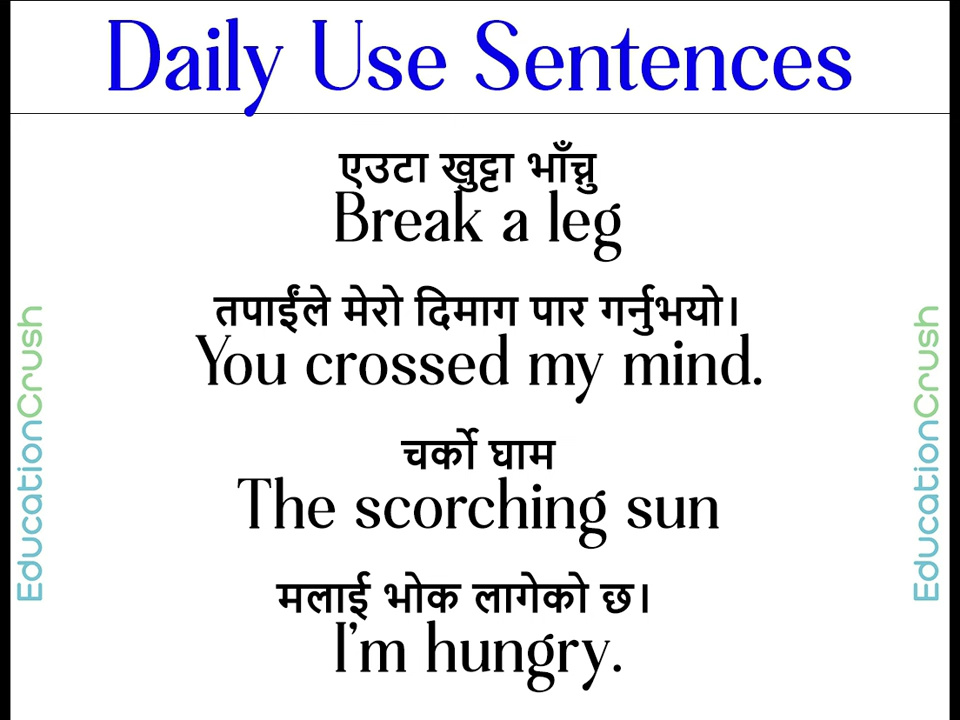 Daily Use Sentences
एउटा खुट्टा भाँच्नु
Break a leg
तपाईंले मेरो दिमाग पार गर्नुभयो।
You crossed my mind.
चर्को घाम
The scorching sun
मलाई भोक लागेको छ।
I'm hungry.
EducationCrush
EducationCrush